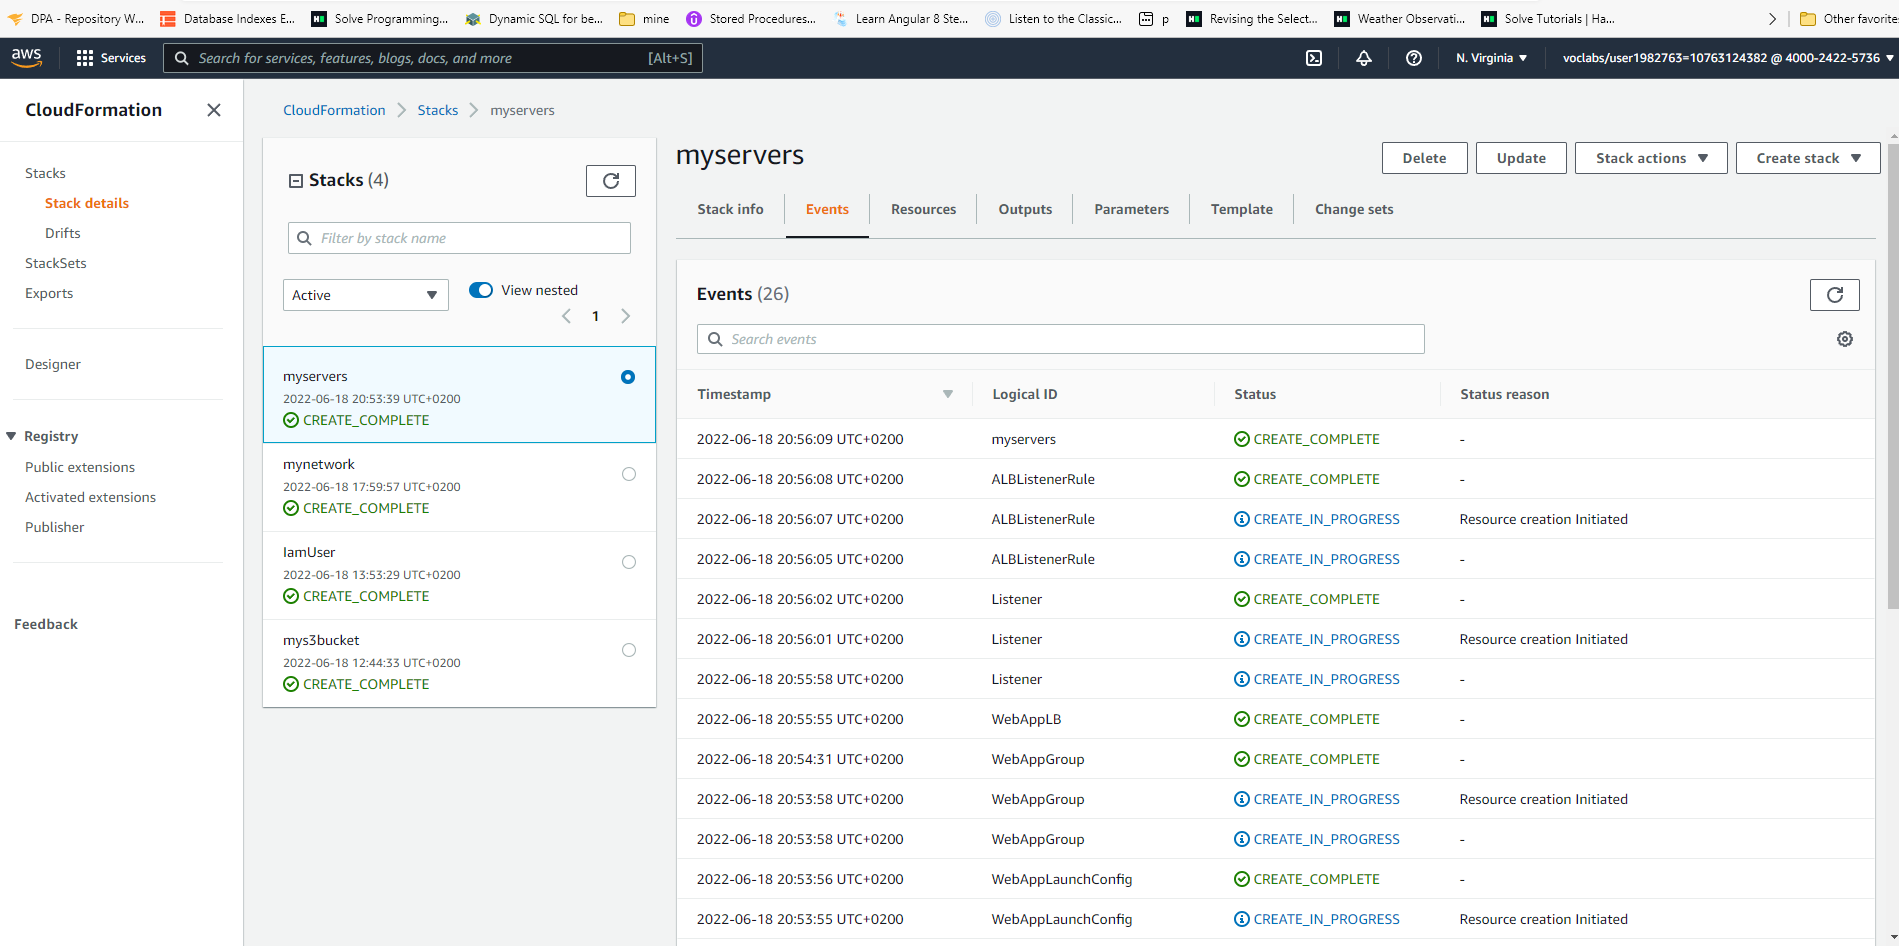 DPA - Repository W... Database Indexes E... Solve Programming... Dynamic SQL for be... mine Stored Procedures... Learn Angular 8 Ste... Listen to the Classic... p Revising the Select... Weather Observati... Solve Tutorials | Ha... Other favorites
aws Services Search for services, features, blogs, docs, and more [Alt+S] N. Virginia voclabs/user1982763=10763124382 @ 4000-2422-5736
CloudFormation
Stacks
Stack details
Drifts
StackSets
Exports
Designer
Registry
Public extensions
Activated extensions
Publisher
Feedback
CloudFormation Stacks myservers
Stacks (4)
Filter by stack name
Active View nested
1
myservers
2022-06-18 20:53:39 UTC+0200
CREATE_COMPLETE
mynetwork
2022-06-18 17:59:57 UTC+0200
CREATE_COMPLETE
IamUser
2022-06-18 13:53:29 UTC+0200
CREATE_COMPLETE
mys3bucket
2022-06-18 12:44:33 UTC+0200
CREATE_COMPLETE
myservers Delete Update Stack actions Create stack
Stack info Events Resources Outputs Parameters Template Change sets
Events (26)
Search events
Timestamp Logical ID Status Status reason
2022-06-18 20:56:09 UTC+0200 myservers CREATE_COMPLETE -
2022-06-18 20:56:08 UTC+0200 ALBListenerRule CREATE_COMPLETE -
2022-06-18 20:56:07 UTC+0200 ALBListenerRule CREATE_IN_PROGRESS Resource creation Initiated
2022-06-18 20:56:05 UTC+0200 ALBListenerRule CREATE_IN_PROGRESS -
2022-06-18 20:56:02 UTC+0200 Listener CREATE_COMPLETE -
2022-06-18 20:56:01 UTC+0200 Listener CREATE_IN_PROGRESS Resource creation Initiated
2022-06-18 20:55:58 UTC+0200 Listener CREATE_IN_PROGRESS -
2022-06-18 20:55:55 UTC+0200 WebAppLB CREATE_COMPLETE -
2022-06-18 20:54:31 UTC+0200 WebAppGroup CREATE_COMPLETE -
2022-06-18 20:53:58 UTC+0200 WebAppGroup CREATE_IN_PROGRESS Resource creation Initiated
2022-06-18 20:53:58 UTC+0200 WebAppGroup CREATE_IN_PROGRESS -
2022-06-18 20:53:56 UTC+0200 WebAppLaunchConfig CREATE_COMPLETE -
2022-06-18 20:53:55 UTC+0200 WebAppLaunchConfig CREATE_IN_PROGRESS Resource creation Initiated